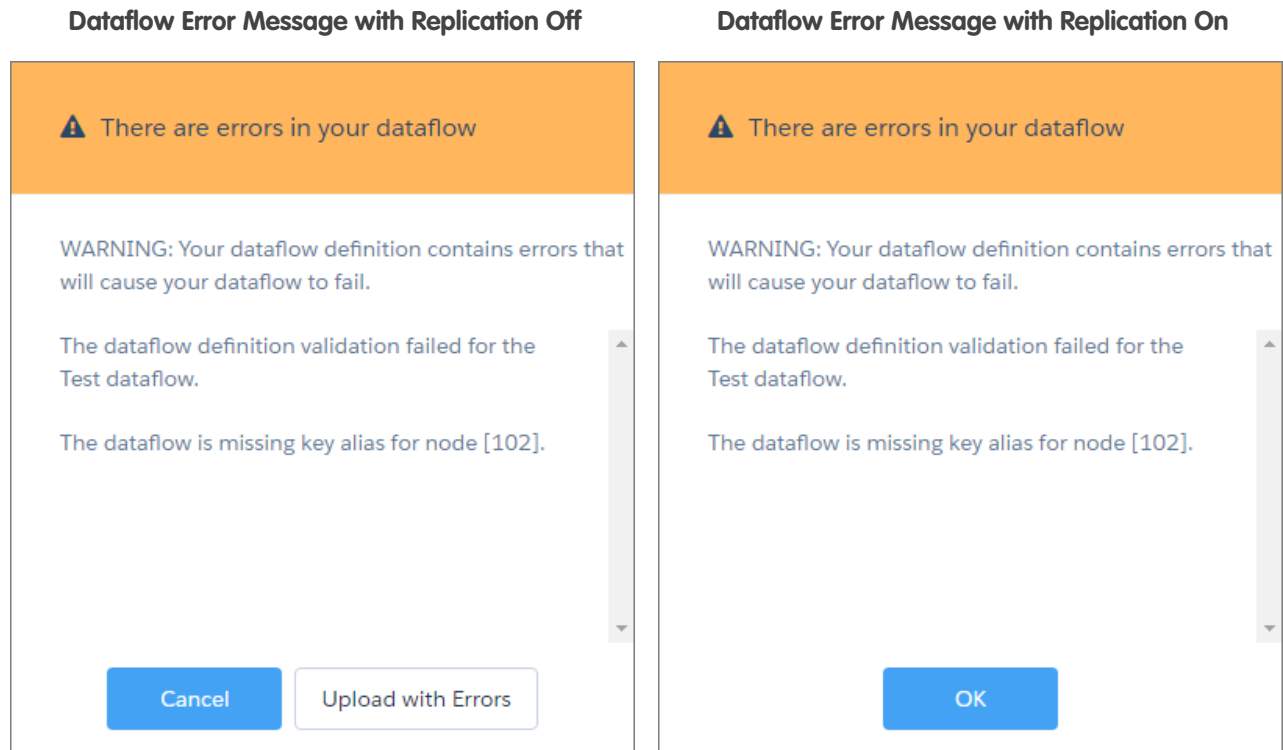 Dataflow Error Message with Replication Off
There are errors in your dataflow
WARNING: Your dataflow definition contains errors that
will cause your dataflow to fail.
The dataflow definition validation failed for the
Test dataflow.
The dataflow is missing key alias for node [102].
Cancel
Upload with Errors
Dataflow Error Message with Replication On
There are errors in your dataflow
WARNING: Your dataflow definition contains errors that
will cause your dataflow to fail.
The dataflow definition validation failed for the
Test dataflow.
The dataflow is missing key alias for node [102].
OK